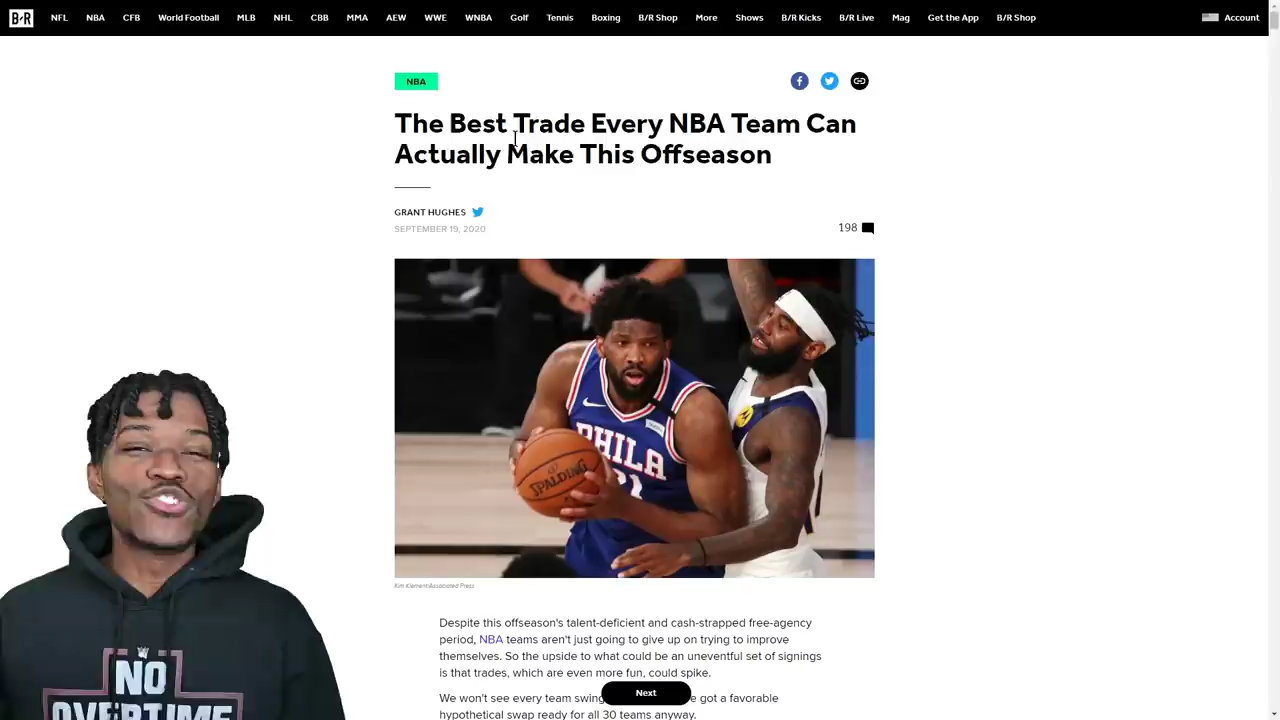 B/R NFL NBA CFB World Football MLB NHL CBB MMA AEW WWE WNBA Golf Tennis Boxing B/R Shop More Shows B/R Kicks B/R Live Mag Get the App B/R Shop Account
NBA
The Best Trade Every NBA Team Can
Actually Make This Offseason
GRANT HUGHES
SEPTEMBER 19, 2020
198
PHILA
21
SPALDING
Kim Klement/Associated Press
Despite this offseason's talent-deficient and cash-strapped free-agency
period, NBA teams aren't just going to give up on trying to improve
themselves. So the upside to what could be an uneventful set of signings
is that trades, which are even more fun, could spike.
We won't see every team swing got a favorable
Next
hypothetical swap ready for all 30 teams anyway.
NO
OVERTIME